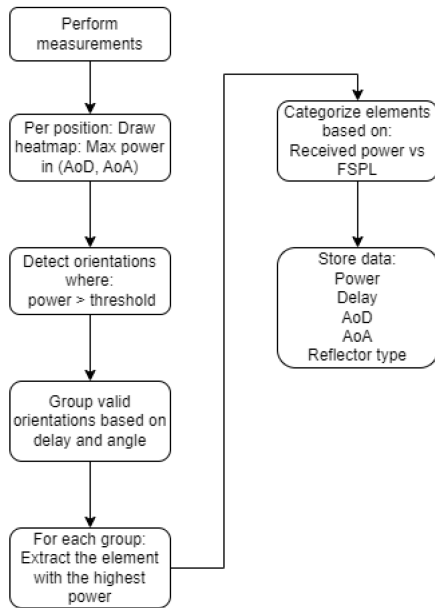 Perform
measurements
Per position: Draw
heatmap: Max power
in (AoD, AoA)
Detect orientations
where:
power > threshold
Group valid
orientations based on
delay and angle
For each group:
Extract the element
with the highest
power
Categorize elements
based on:
Received power vs
FSPL
Store data:
Power
Delay
AoD
AoA
Reflector type